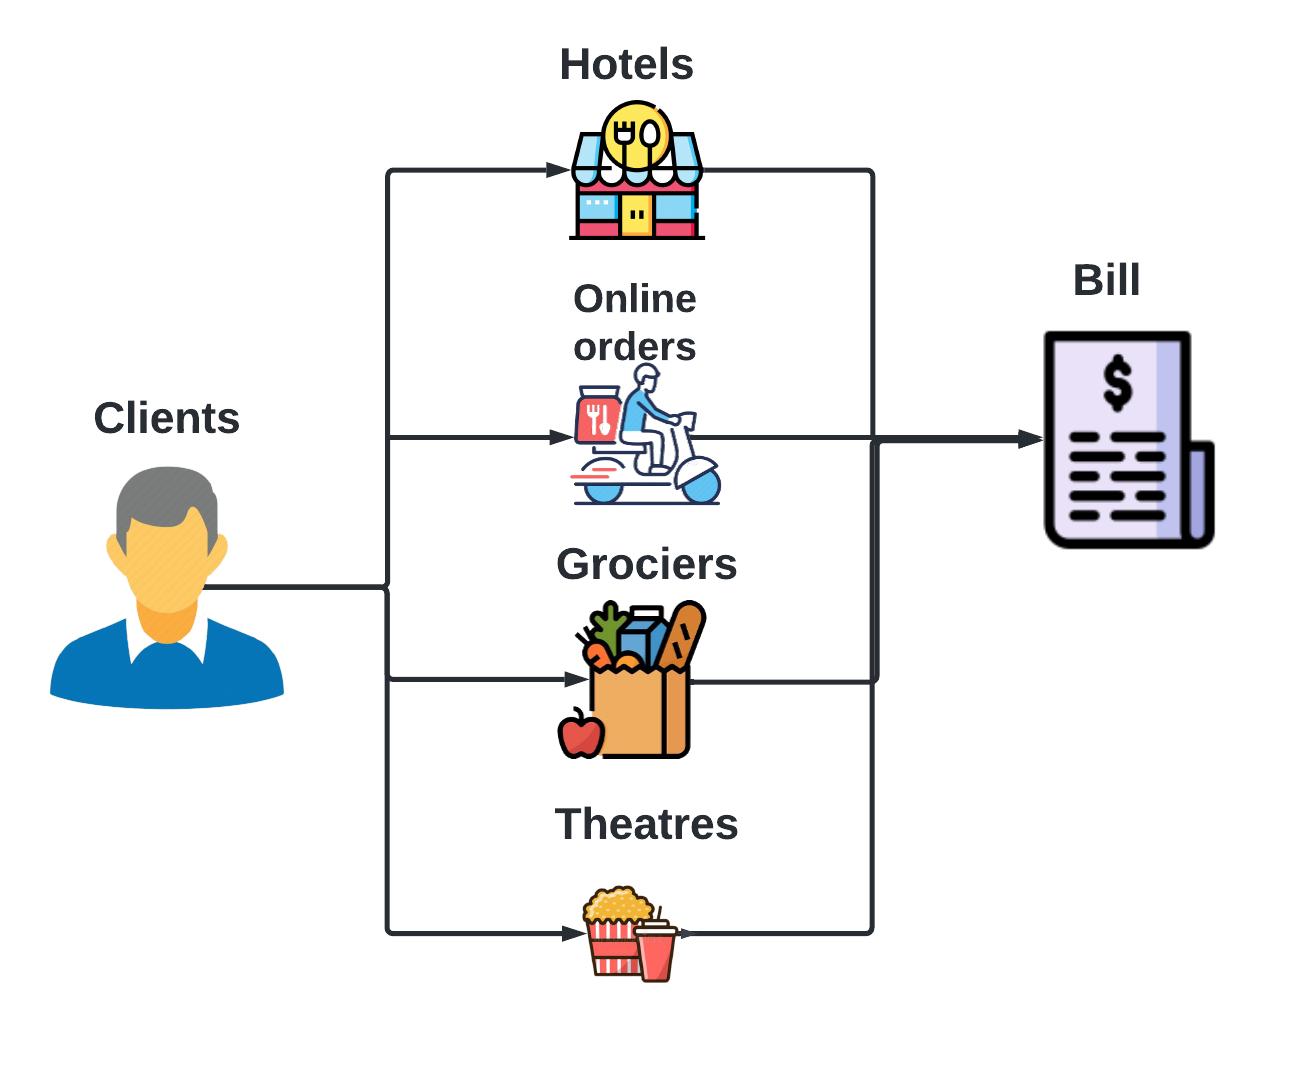 Hotels
Online
orders
Bill
Clients
$
Grociers
Theatres